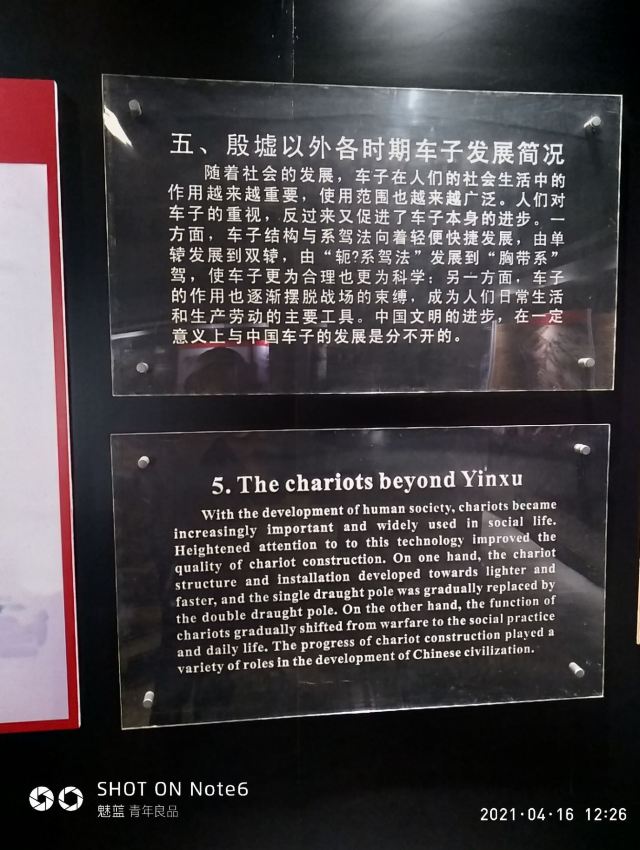 五、殷墟以外各时期车子发展简况
随着社会的发展，车子在人们的社会生活中的
作用越来越重要，使用范围也越来越广泛。人们对
车子的重视，反过来又促进了车子本身的进步。一
方面，车子结构与系驾法向着轻便快捷发展，由单
辕发展到双辕，由“轭?系驾法”发展到“胸带系”
驾，使车子更为合理也更为科学；另一方面，车子
的作用也逐渐摆脱战场的束缚，成为人们日常生活
和生产劳动的主要工具。中国文明的进步，在一定
意义上与中国车子的发展是分不开的。
5. The chariots beyond Yinxu
With the development of human society, chariots became
increasingly important and widely used in social life.
Heightened attention to to this technology improved the
quality of chariot construction. On one hand, the chariot
structure and installation developed towards lighter and
faster, and the single draught pole was gradually replaced by
the double draught pole. On the other hand, the function of
chariots gradually shifted from warfare to the social practice
and daily life. The progress of chariot construction played a
variety of roles in the development of Chinese civilization.
SHOT ON Note6
魅蓝 青年良品
2021·04·16 12:26